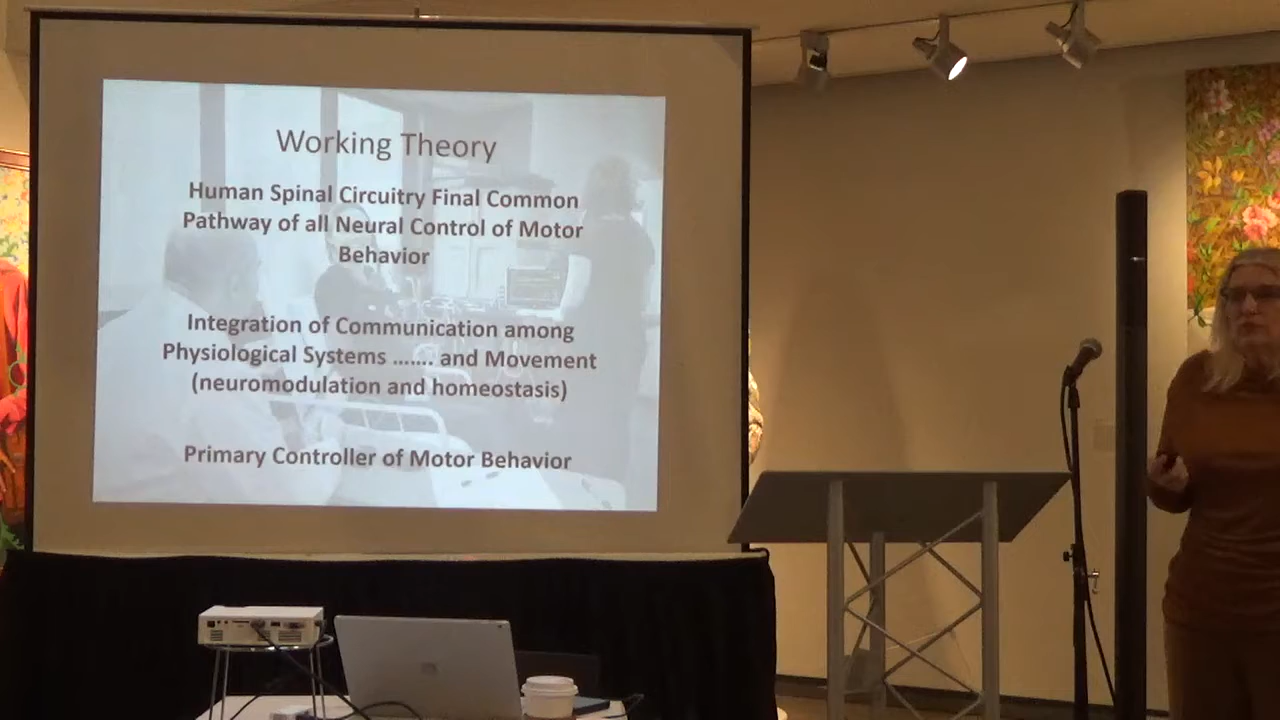 Working Theory
Human Spinal Circuitry Final Common
Pathway of all Neural Control of Motor
Behavior
Integration of Communication among
Physiological Systems ....... and Movement
(neuromodulation and homeostasis)
Primary Controller of Motor Behavior